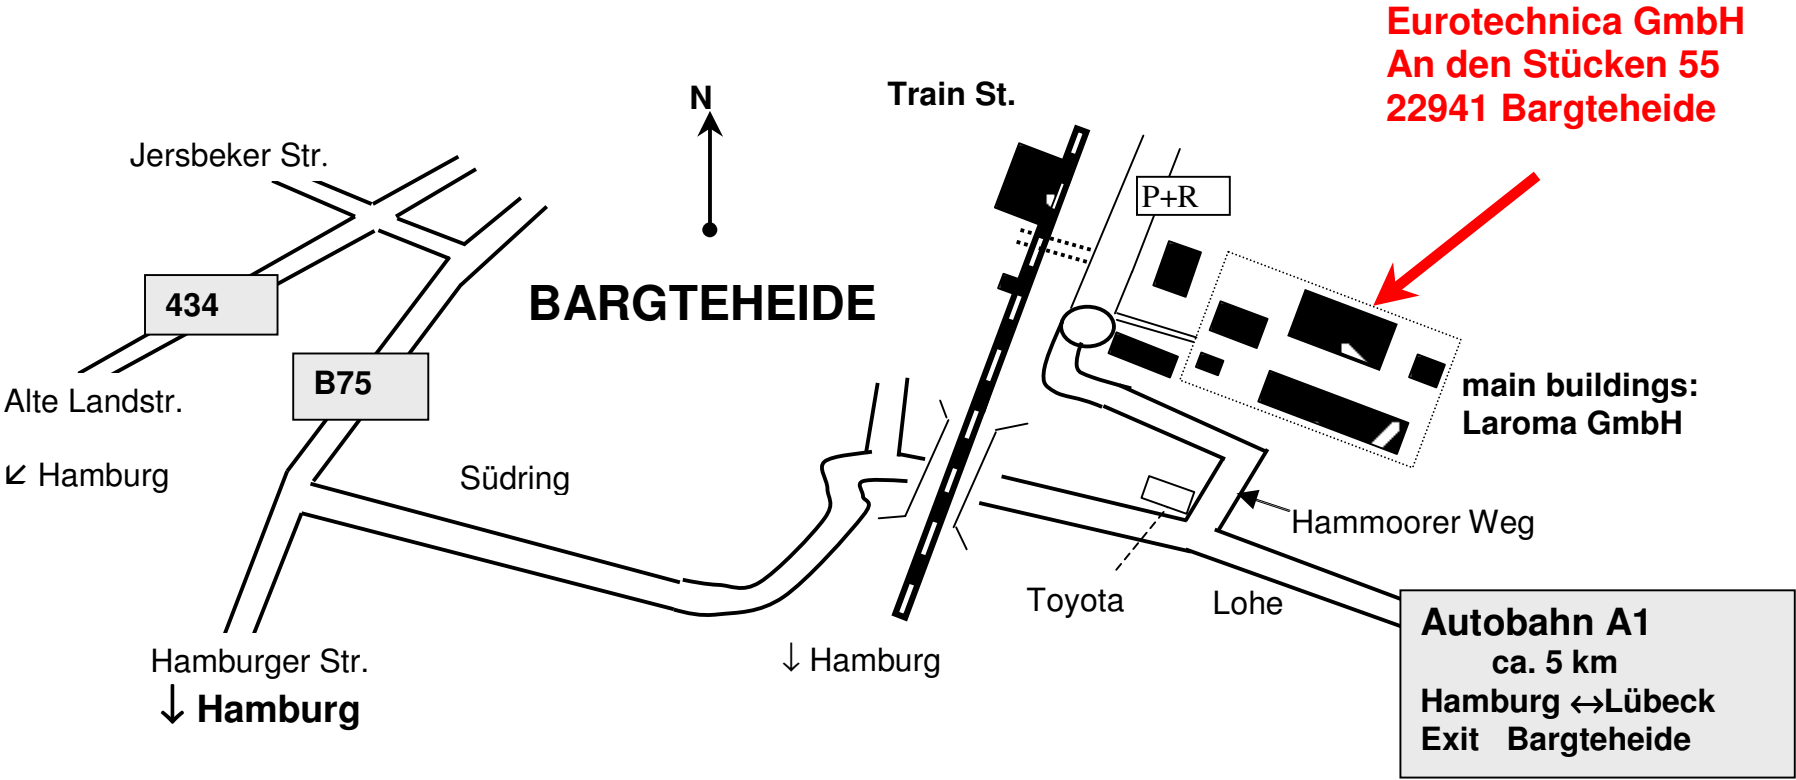 Eurotechnica GmbH
An den Stücken 55
22941 Bargteheide
Train St.
N
Jersbeker Str.
P+R
434
BARGTEHEIDE
B75
Alte Landstr.
main buildings:
Laroma GmbH
↙ Hamburg
Südring
Hammoorer Weg
Toyota
Lohe
Autobahn A1
ca. 5 km
Hamburg ↔Lübeck
Exit Bargteheide
Hamburger Str.
↓ Hamburg
↓ Hamburg